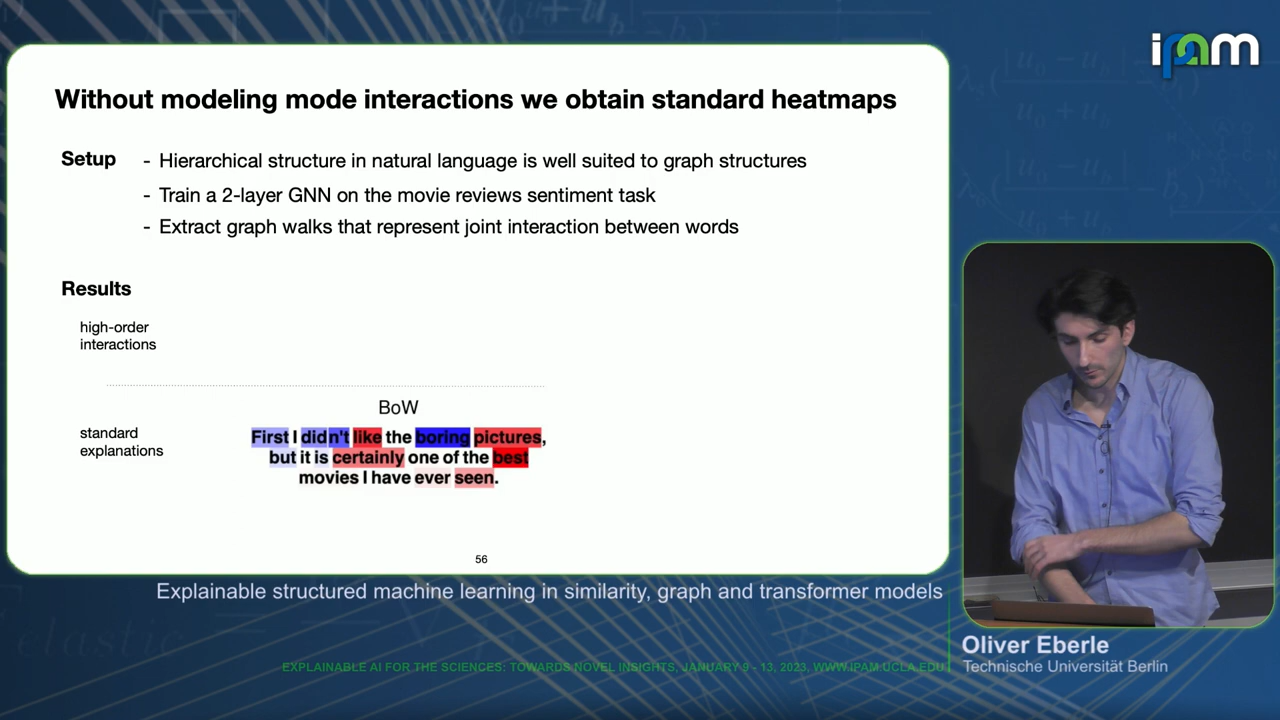 ipam
Without modeling mode interactions we obtain standard heatmaps
Setup - Hierarchical structure in natural language is well suited to graph structures
- Train a 2-layer GNN on the movie reviews sentiment task
- Extract graph walks that represent joint interaction between words
Results
high-order
interactions
BoW
standard
explanations
First I didn't like the boring pictures,
but it is certainly one of the best
movies I have ever seen.
56
Explainable structured machine learning in similarity, graph and transformer models
Oliver Eberle
Technische Universität Berlin
EXPLAINABLE AI FOR THE SCIENCES: TOWARDS NOVEL INSIGHTS, JANUARY 9 - 13, 2023, WWW.IPAM.UCLA.EDU
elastic